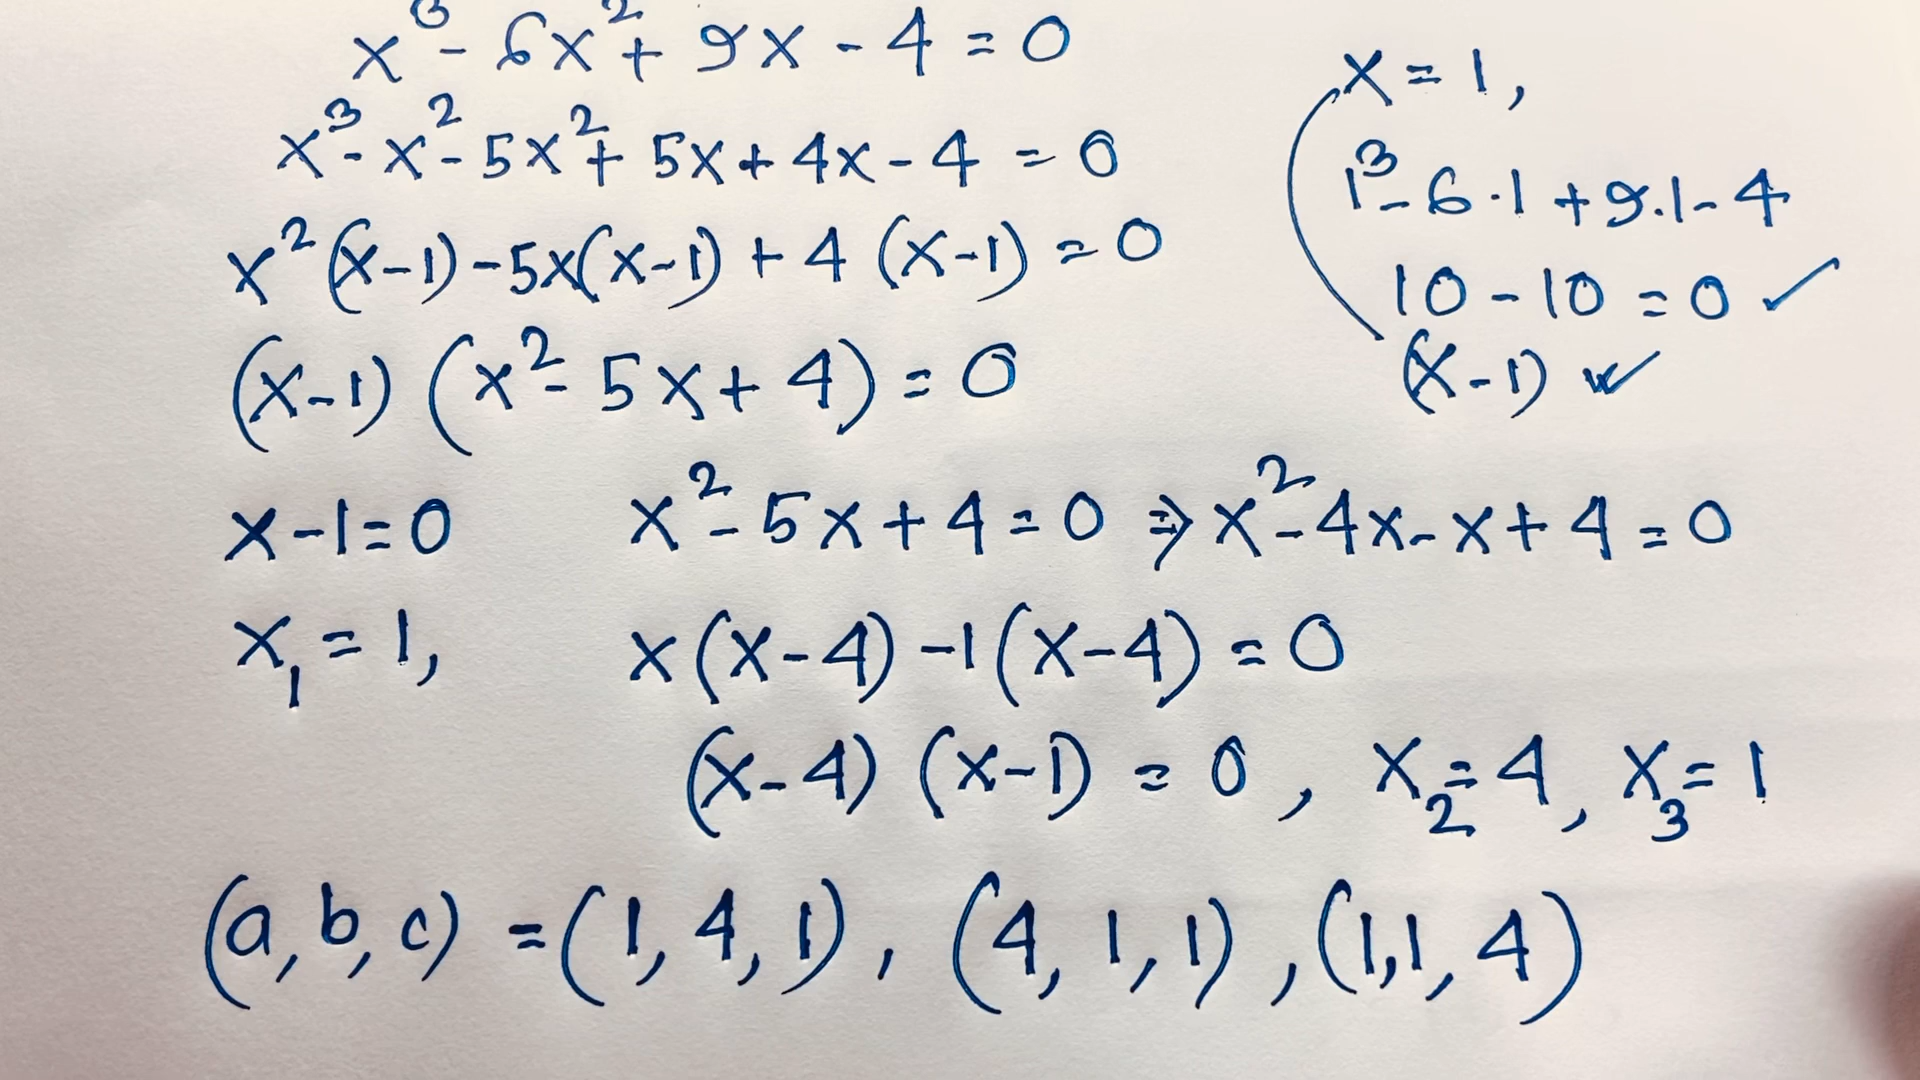 x³ - 6x² + 9x - 4 = 0
x³ - x² - 5x² + 5x + 4x - 4 = 0
x² (x-1) - 5x(x-1) + 4 (x-1) = 0
(x-1) (x² - 5x + 4) = 0
x = 1,
1³ - 6·1 + 9.1 - 4
10 - 10 = 0 ✓
(x-1) ✓
x-1=0
x² - 5x + 4 = 0 ⇒ x² - 4x - x + 4 = 0
x₁ = 1,
x(x-4) -1(x-4) = 0
(x-4) (x-1) = 0, x₂ = 4, x₃ = 1
(a, b, c) = (1, 4, 1), (4, 1, 1), (1,1, 4)